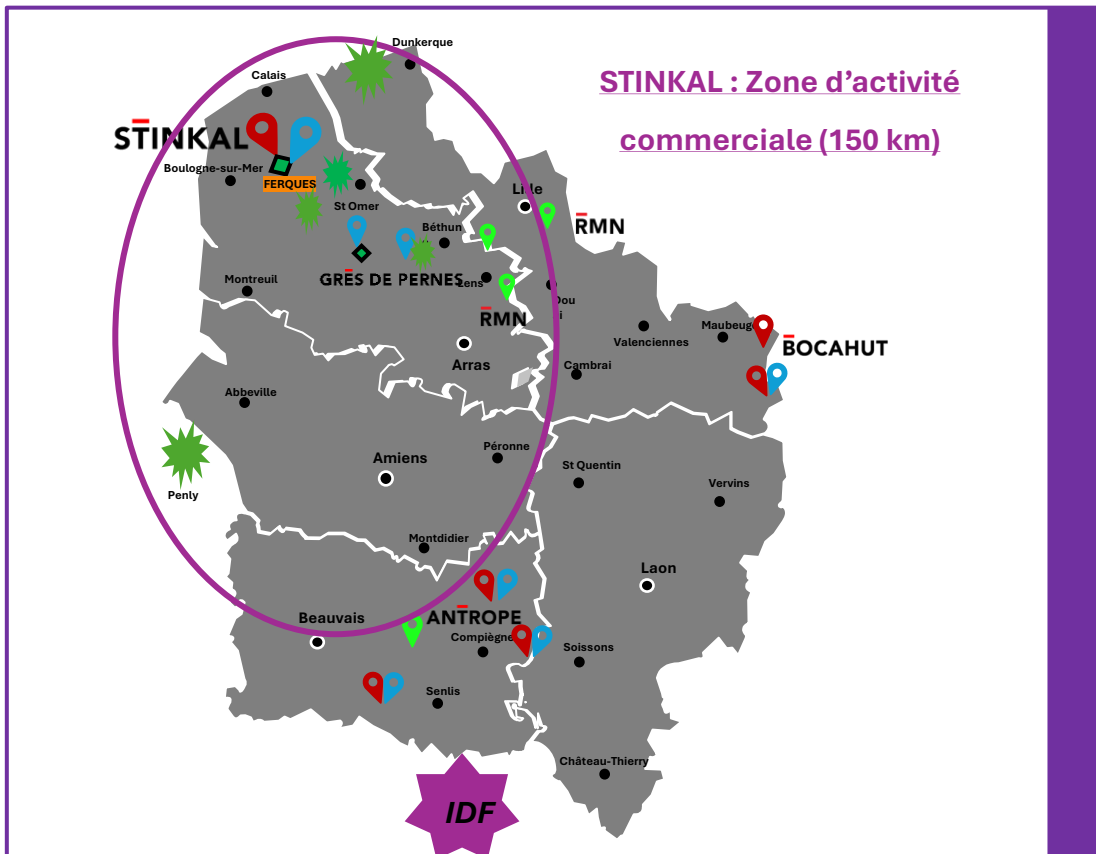 STINKAL : Zone d’activité
commerciale (150 km)
Dunkerque
Calais
STINKAL
Boulogne-sur-Mer
FERQUES
St Omer
Lille
RMN
Béthun
GRÈS DE PERNES
Lens
Montreuil
Dou
i
RMN
Maubeuge
Valenciennes
BOCAHUT
Arras
Cambrai
Abbeville
Péronne
Amiens
St Quentin
Vervins
Penly
Montdidier
Laon
Beauvais
ANTROPE
Compiègne
Soissons
Senlis
Château-Thierry
IDF